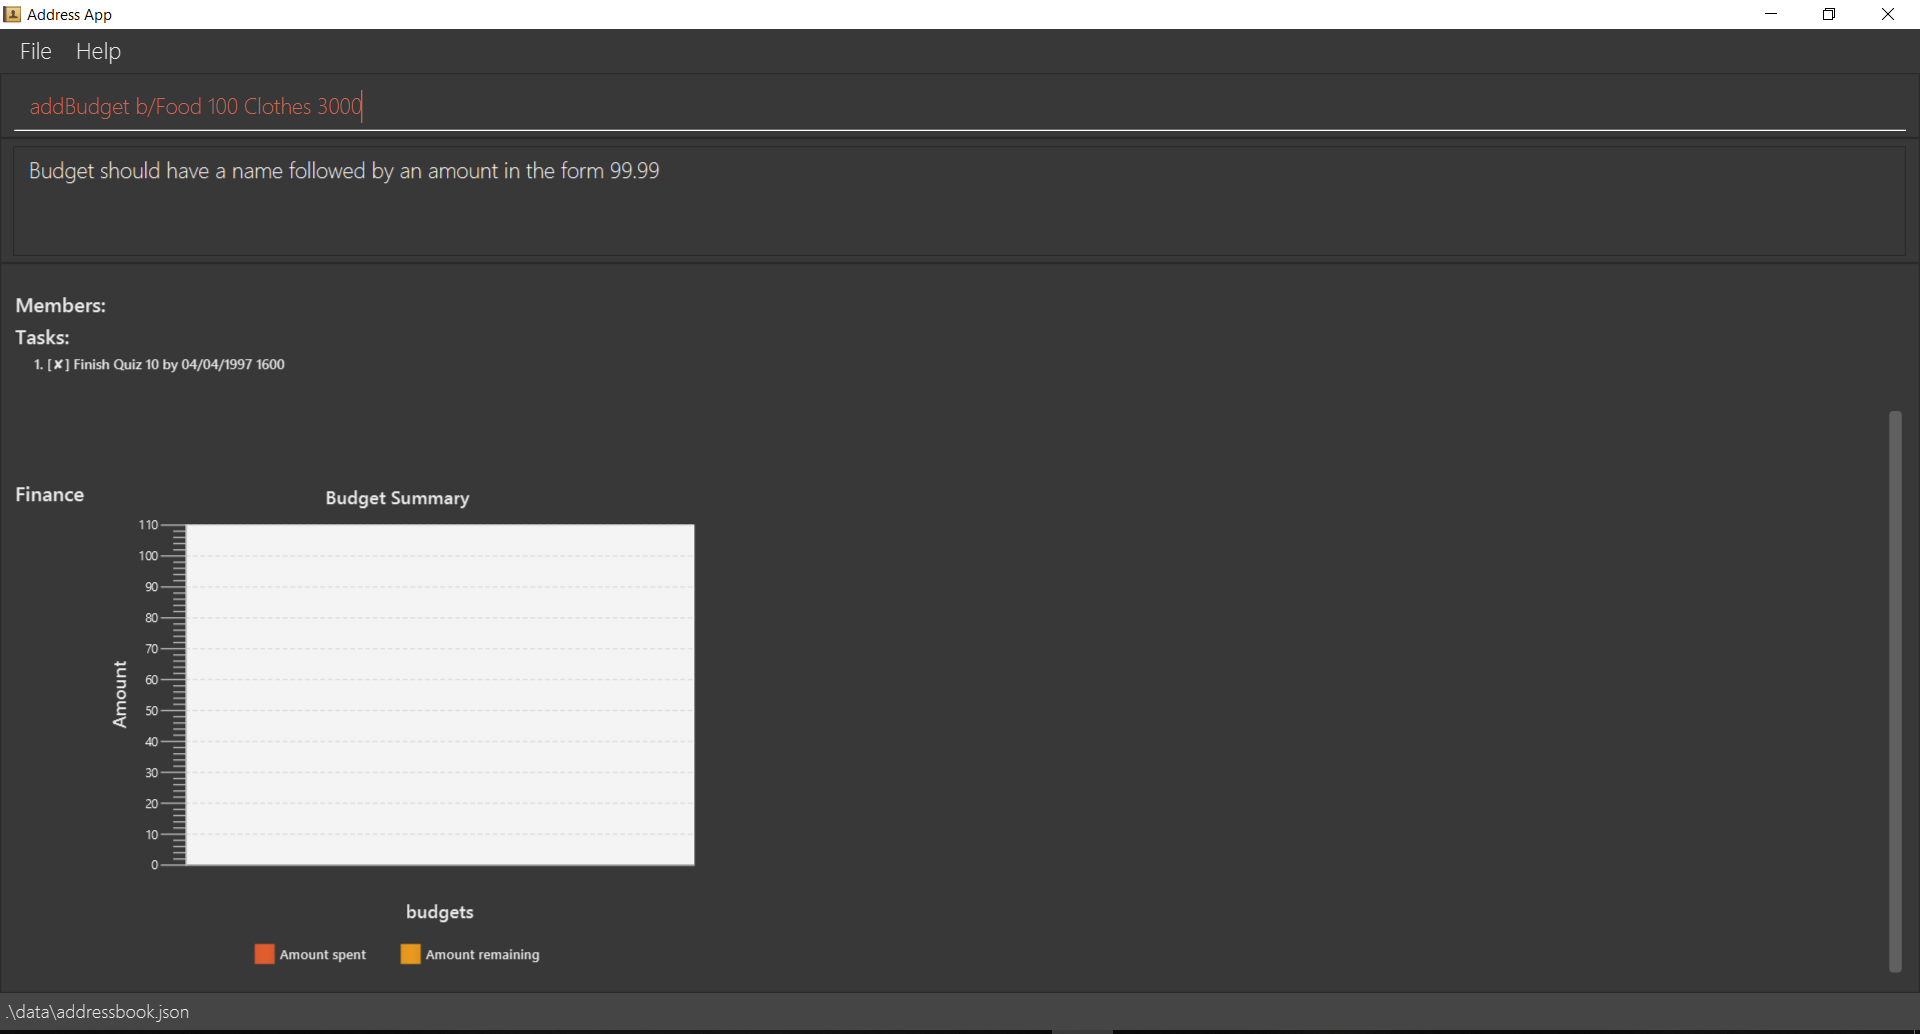 Address App
File Help
addBudget b/Food 100 Clothes 3000
Budget should have a name followed by an amount in the form 99.99
Members:
Tasks:
1. [✘] Finish Quiz 10 by 04/04/1997 1600
Finance
Budget Summary
110
100
90
80
70
60
50
40
30
20
10
0
Amount
budgets
Amount spent Amount remaining
.\data\addressbook.json